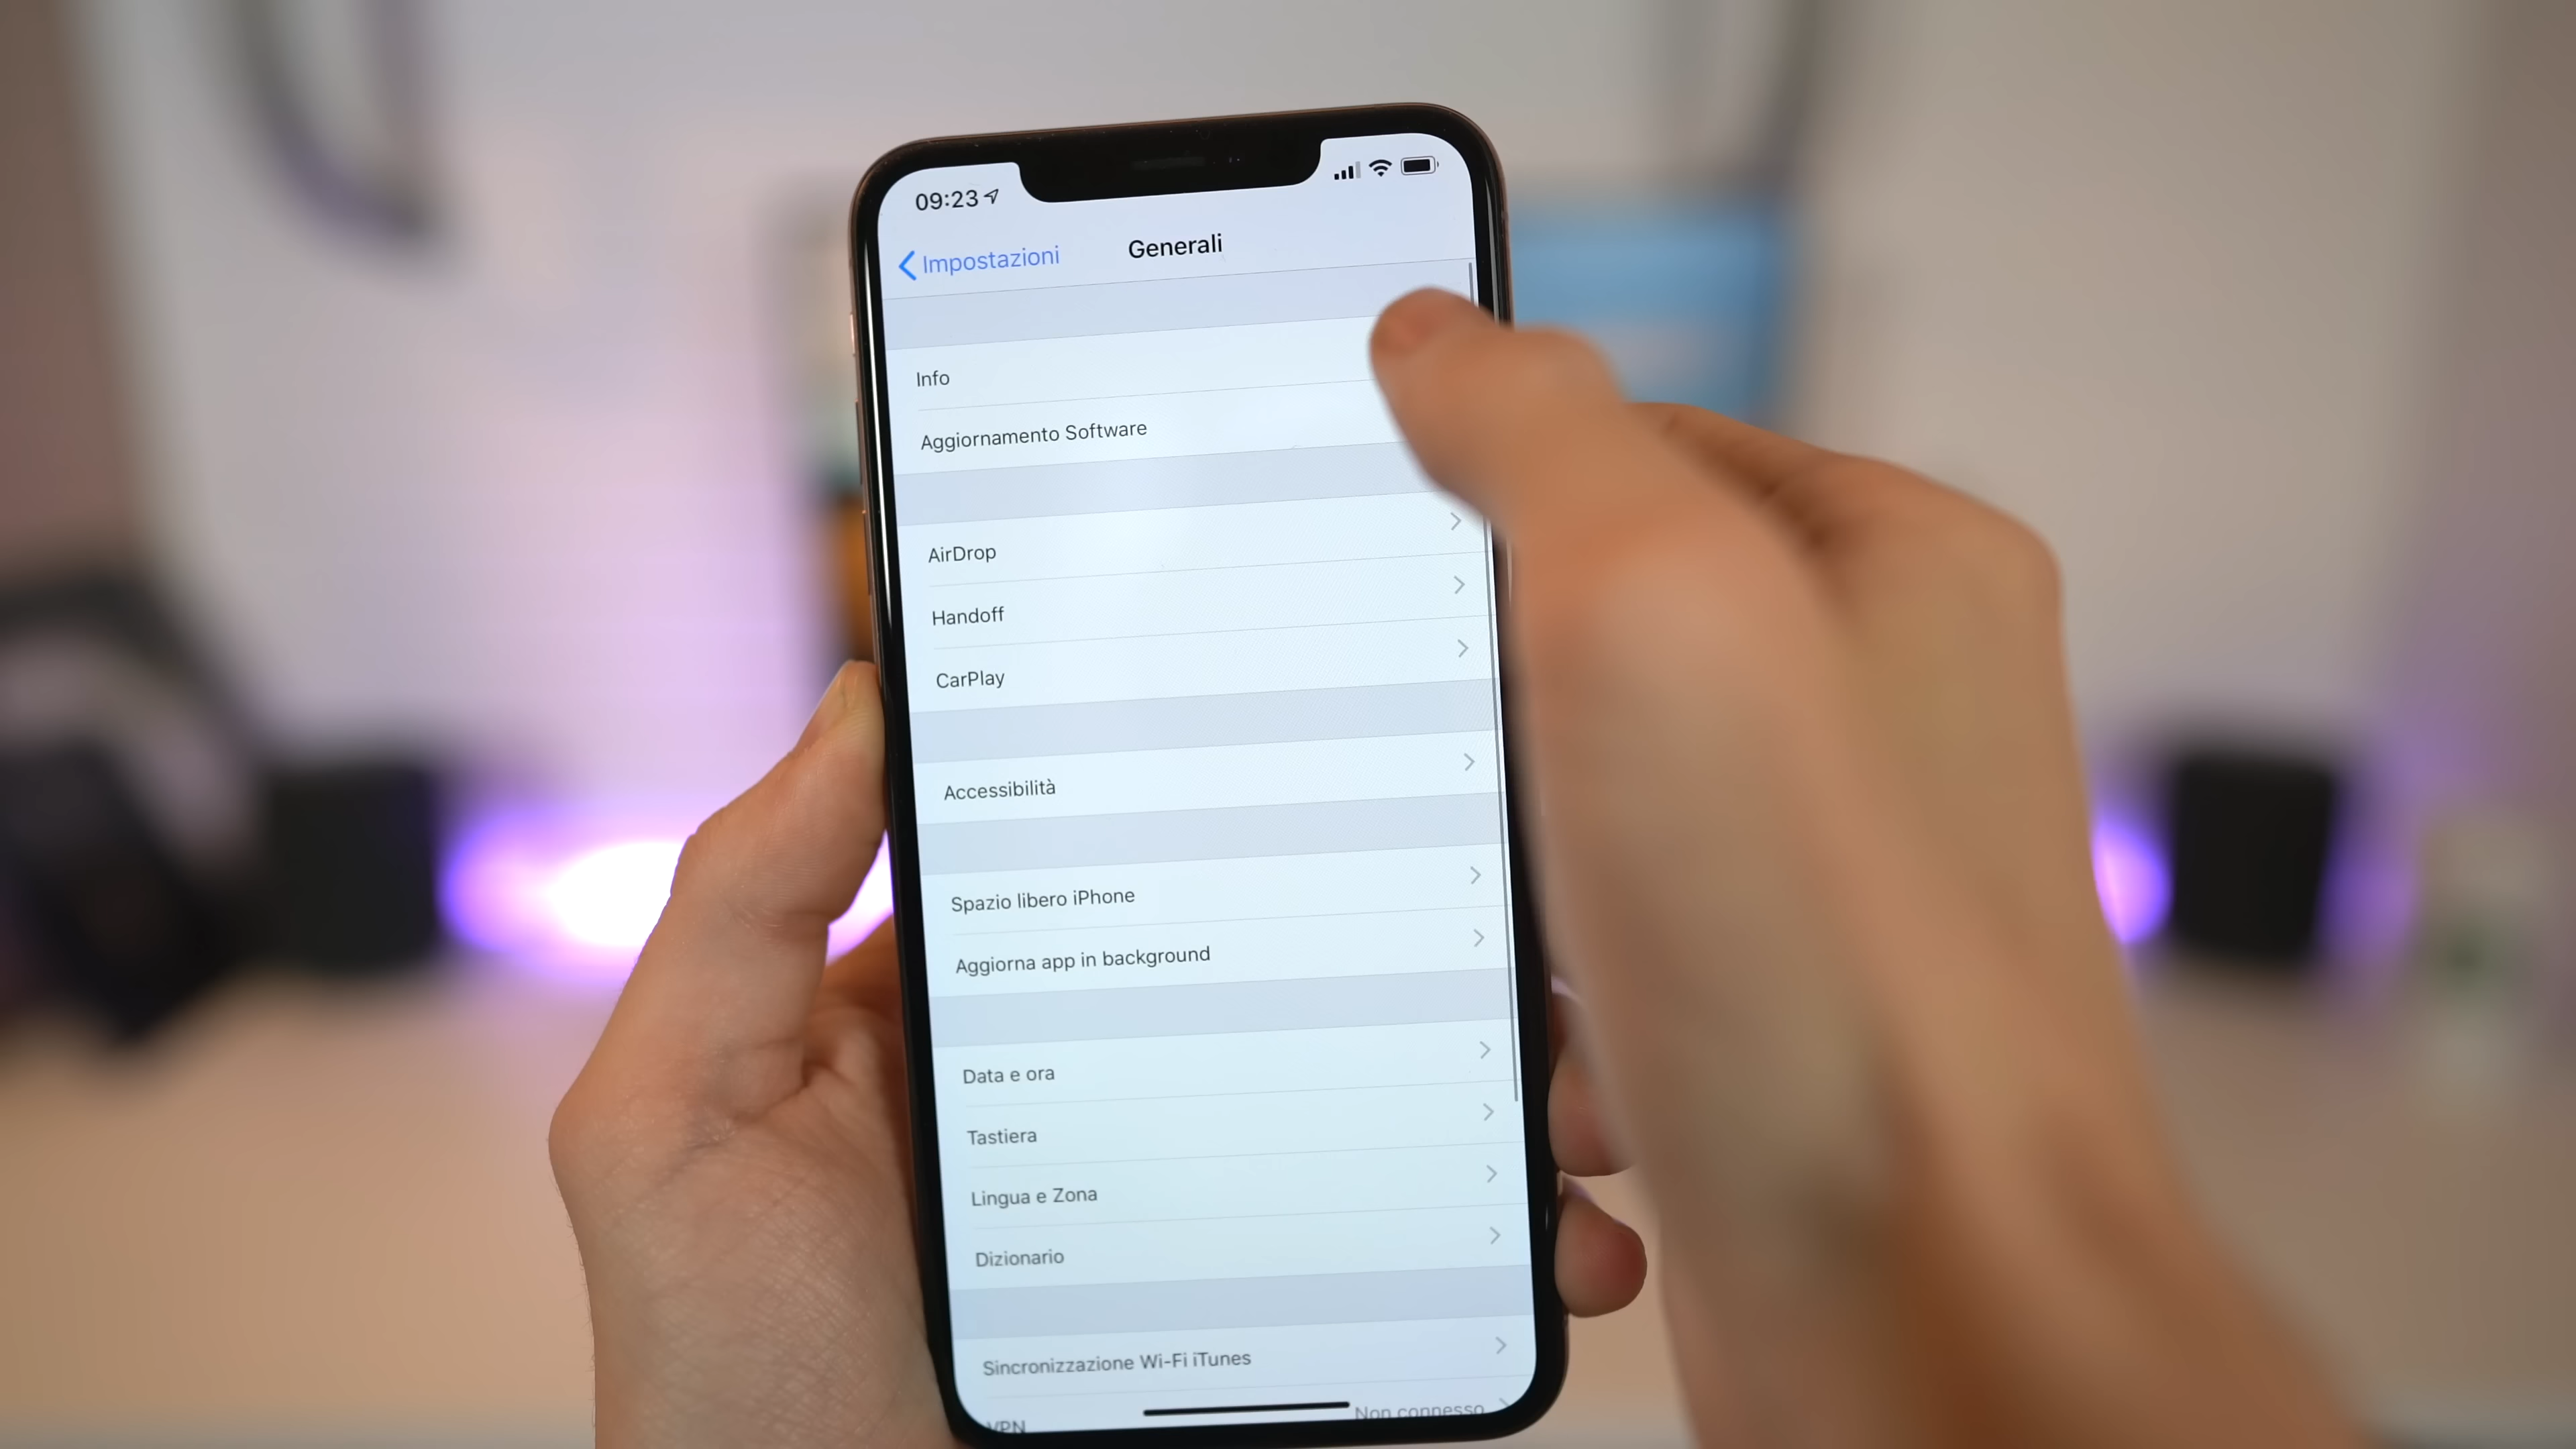 09:23
Impostazioni
Generali
Info
Aggiornamento Software
AirDrop
Handoff
CarPlay
Accessibilità
Spazio libero iPhone
Aggiorna app in background
Data e ora
Tastiera
Lingua e Zona
Dizionario
Sincronizzazione Wi-Fi iTunes
VPN Non connesso